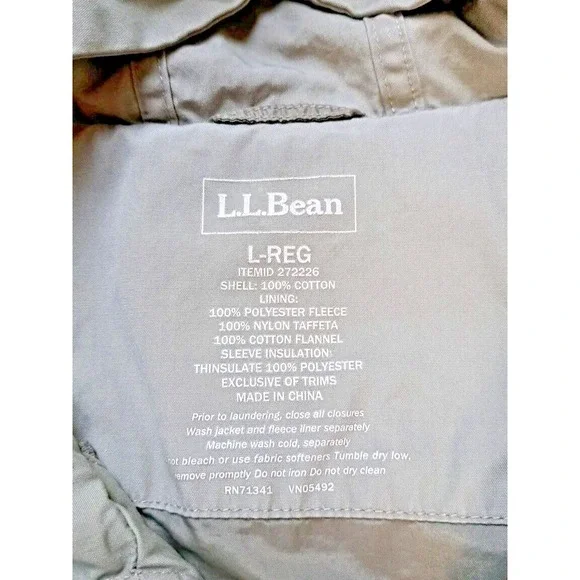 L.L.Bean
L-REG
ITEMID 272226
SHELL: 100% COTTON
LINING:
100% POLYESTER FLEECE
100% NYLON TAFFETA
100% COTTON FLANNEL
SLEEVE INSULATION:
THINSULATE 100% POLYESTER
EXCLUSIVE OF TRIMS
MADE IN CHINA
Prior to laundering, close all closures
Wash jacket and fleece liner separately
Machine wash cold, separately
ot bleach or use fabric softeners Tumble dry low,
emove promptly Do not iron Do not dry clean
RN71341 VN05492